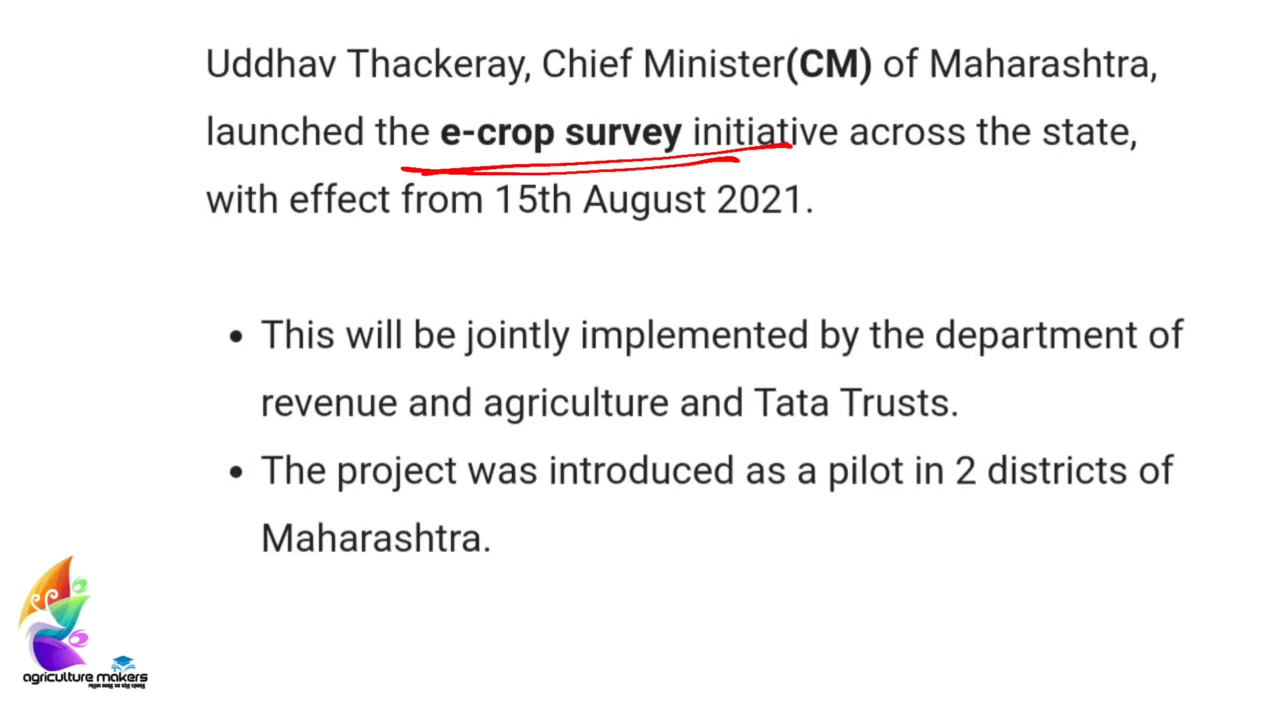 Uddhav Thackeray, Chief Minister(CM) of Maharashtra,
launched the e-crop survey initiative across the state,
with effect from 15th August 2021.
• This will be jointly implemented by the department of
revenue and agriculture and Tata Trusts.
• The project was introduced as a pilot in 2 districts of
Maharashtra.
agriculture makers